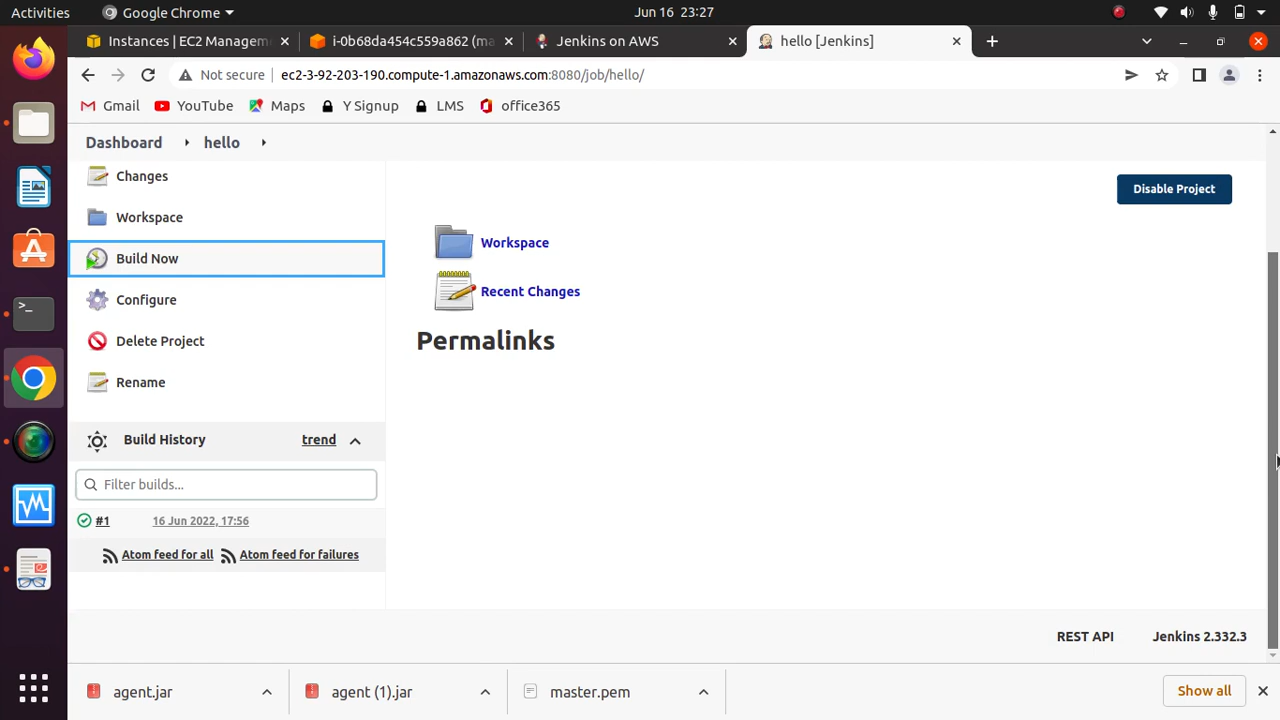 Activities
Google Chrome
Jun 16 23:27
Instances | EC2 Managem
i-0b68da454c559a862 (ma
Jenkins on AWS
hello [Jenkins]
Not secure
ec2-3-92-203-190.compute-1.amazonaws.com:8080/job/hello/
Gmail
YouTube
Maps
Y Signup
LMS
office365
Dashboard
hello
Changes
Workspace
Build Now
Configure
Delete Project
Rename
Disable Project
Workspace
Recent Changes
Permalinks
Build History
trend
Filter builds...
#1
16 Jun 2022, 17:56
Atom feed for all
Atom feed for failures
REST API
Jenkins 2.332.3
agent.jar
agent (1).jar
master.pem
Show all